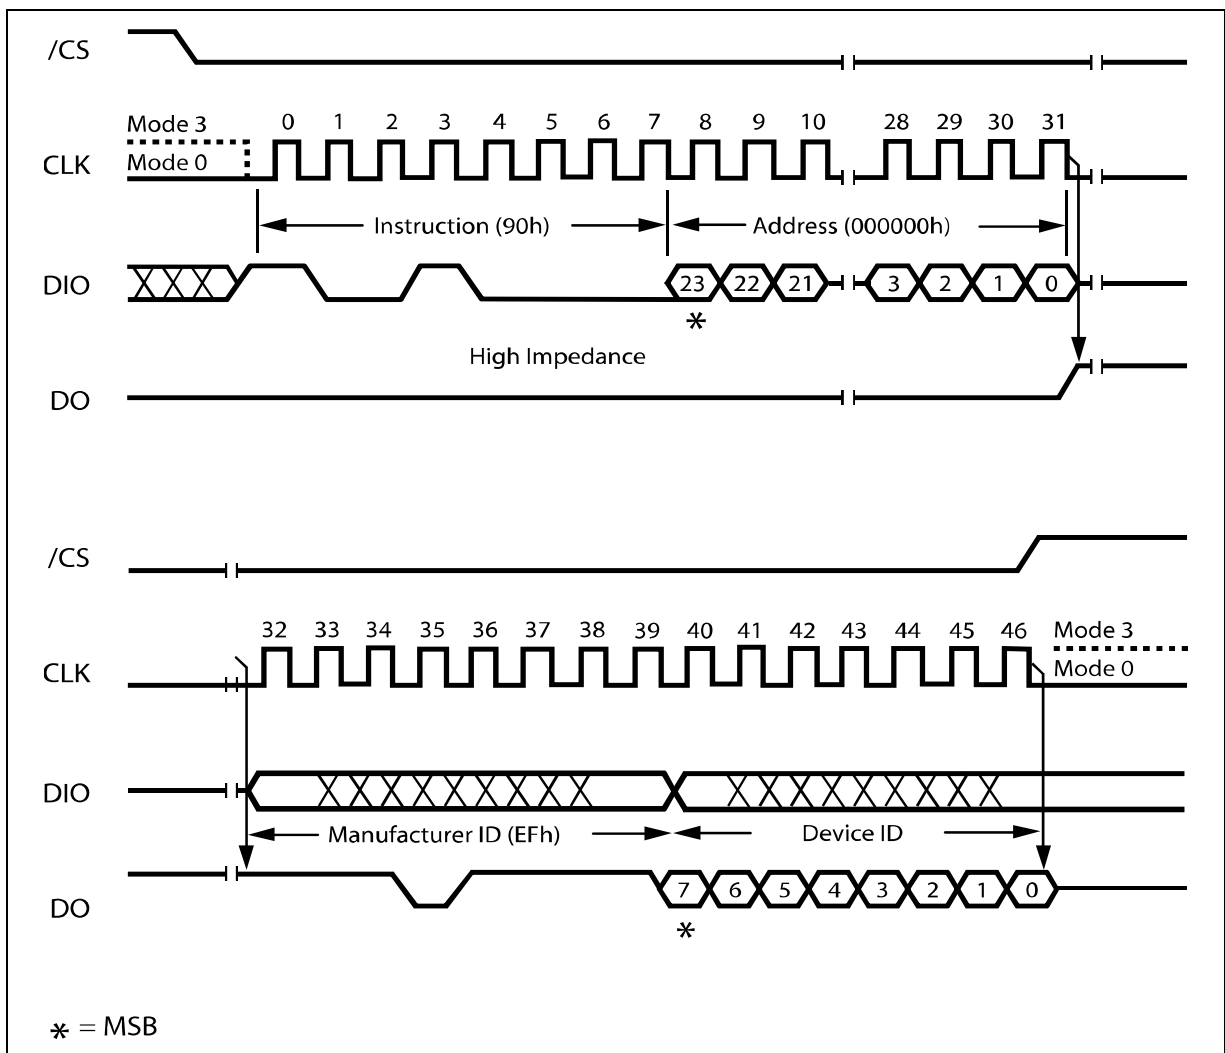 /CS
Mode 3
Mode 0
CLK
0 1 2 3 4 5 6 7 8 9 10 28 29 30 31
Instruction (90h) Address (000000h)
DIO
23 22 21 3 2 1 0
*
High Impedance
DO
/CS
32 33 34 35 36 37 38 39 40 41 42 43 44 45 46
Mode 3
Mode 0
CLK
DIO
Manufacturer ID (EFh) Device ID
DO
7 6 5 4 3 2 1 0
*
* = MSB